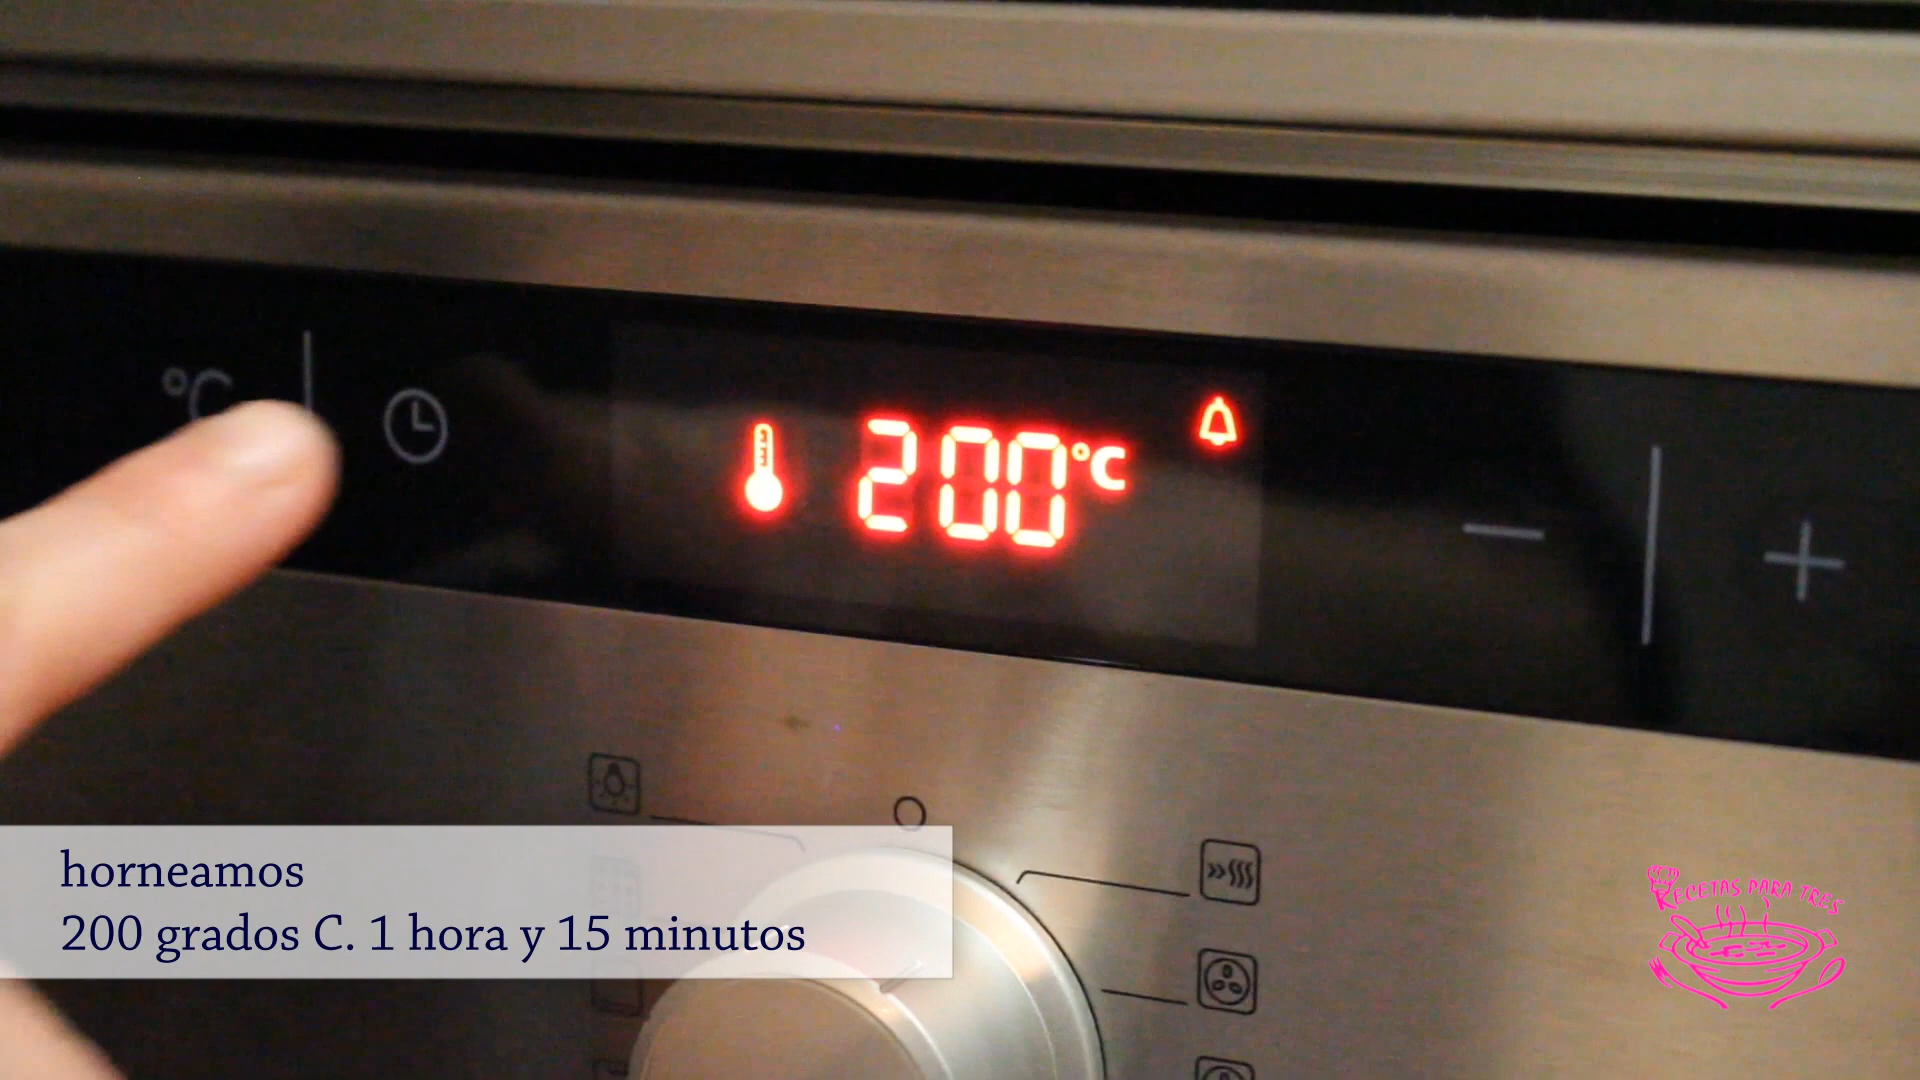 °C
200°C
horneamos
200 grados C. 1 hora y 15 minutos
RECETAS PARA TRES